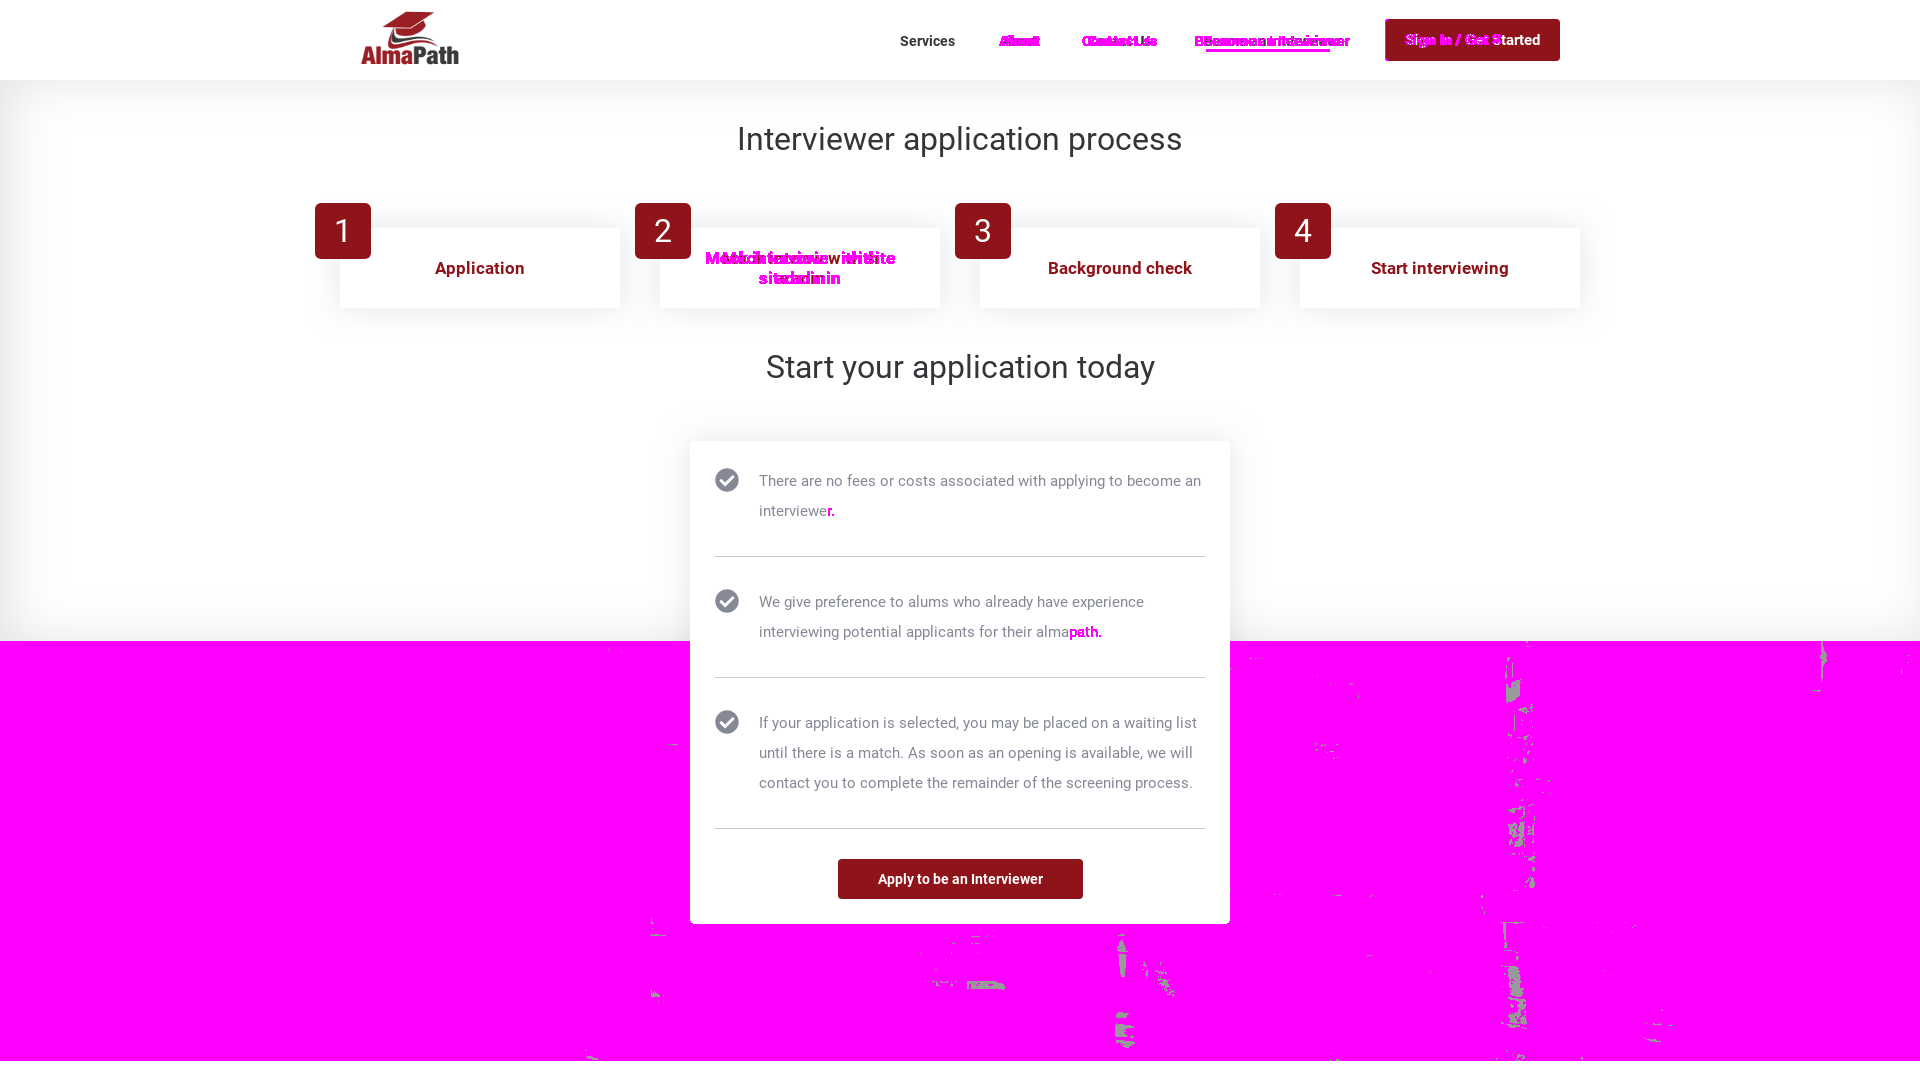 AlmaPath
Services
About
Contact Us
Become an Interviewer
Sign In / Get Started
Interviewer application process
1
Application
2
Mock interview with site
admin
3
Background check
4
Start interviewing
Start your application today
There are no fees or costs associated with applying to become an
interviewer.
We give preference to alums who already have experience
interviewing potential applicants for their almapath.
If your application is selected, you may be placed on a waiting list
until there is a match. As soon as an opening is available, we will
contact you to complete the remainder of the screening process.
Apply to be an Interviewer